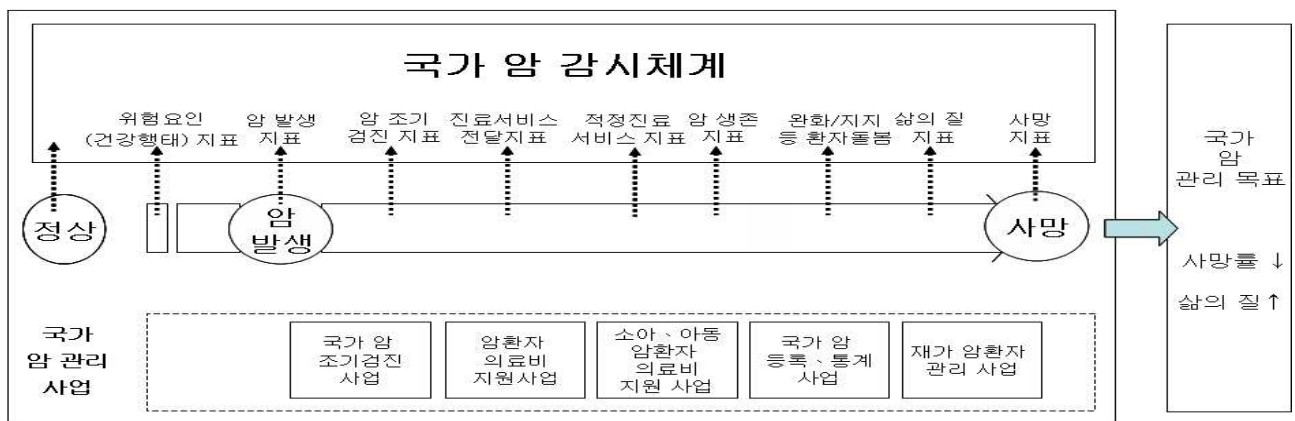 국가 암 감시체계
위험요인
(건강행태) 지표
암 발생
지표
암 조기
검진 지표
진료서비스
전달지표
적정진료
서비스 지표
암 생존
지표
완화/지지
등 환자돌봄
삶의 질
지표
사망
지표
정상
암
발생
사망
국가
암 관리
사업
국가 암
조기검진
사업
암환자
의료비
지원사업
소아、아동
암환자
의료비
지원 사업
국가 암
등록、통계
사업
재가 암환자
관리 사업
국가
암
관리 목표
사망률 ↓
삶의 질↑